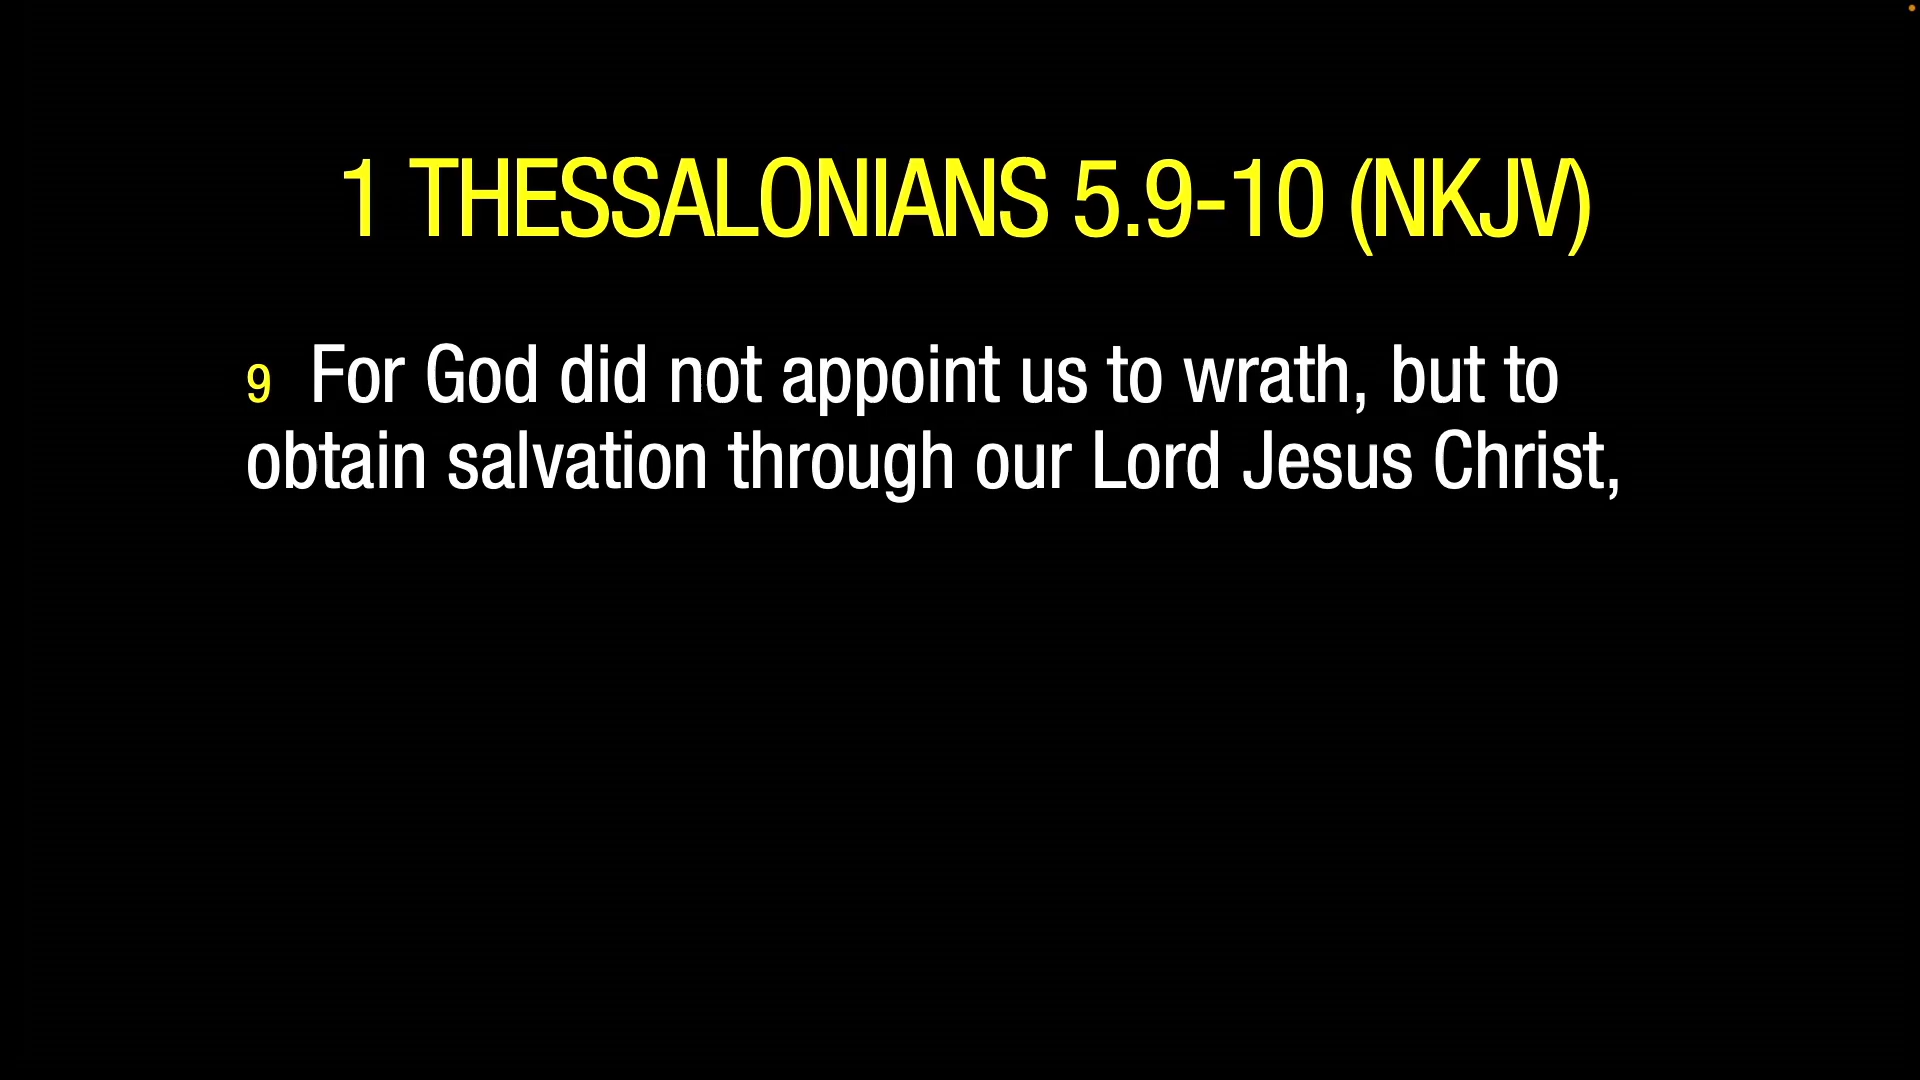 1 THESSALONIANS 5.9-10 (NKJV)
9 For God did not appoint us to wrath, but to
obtain salvation through our Lord Jesus Christ,